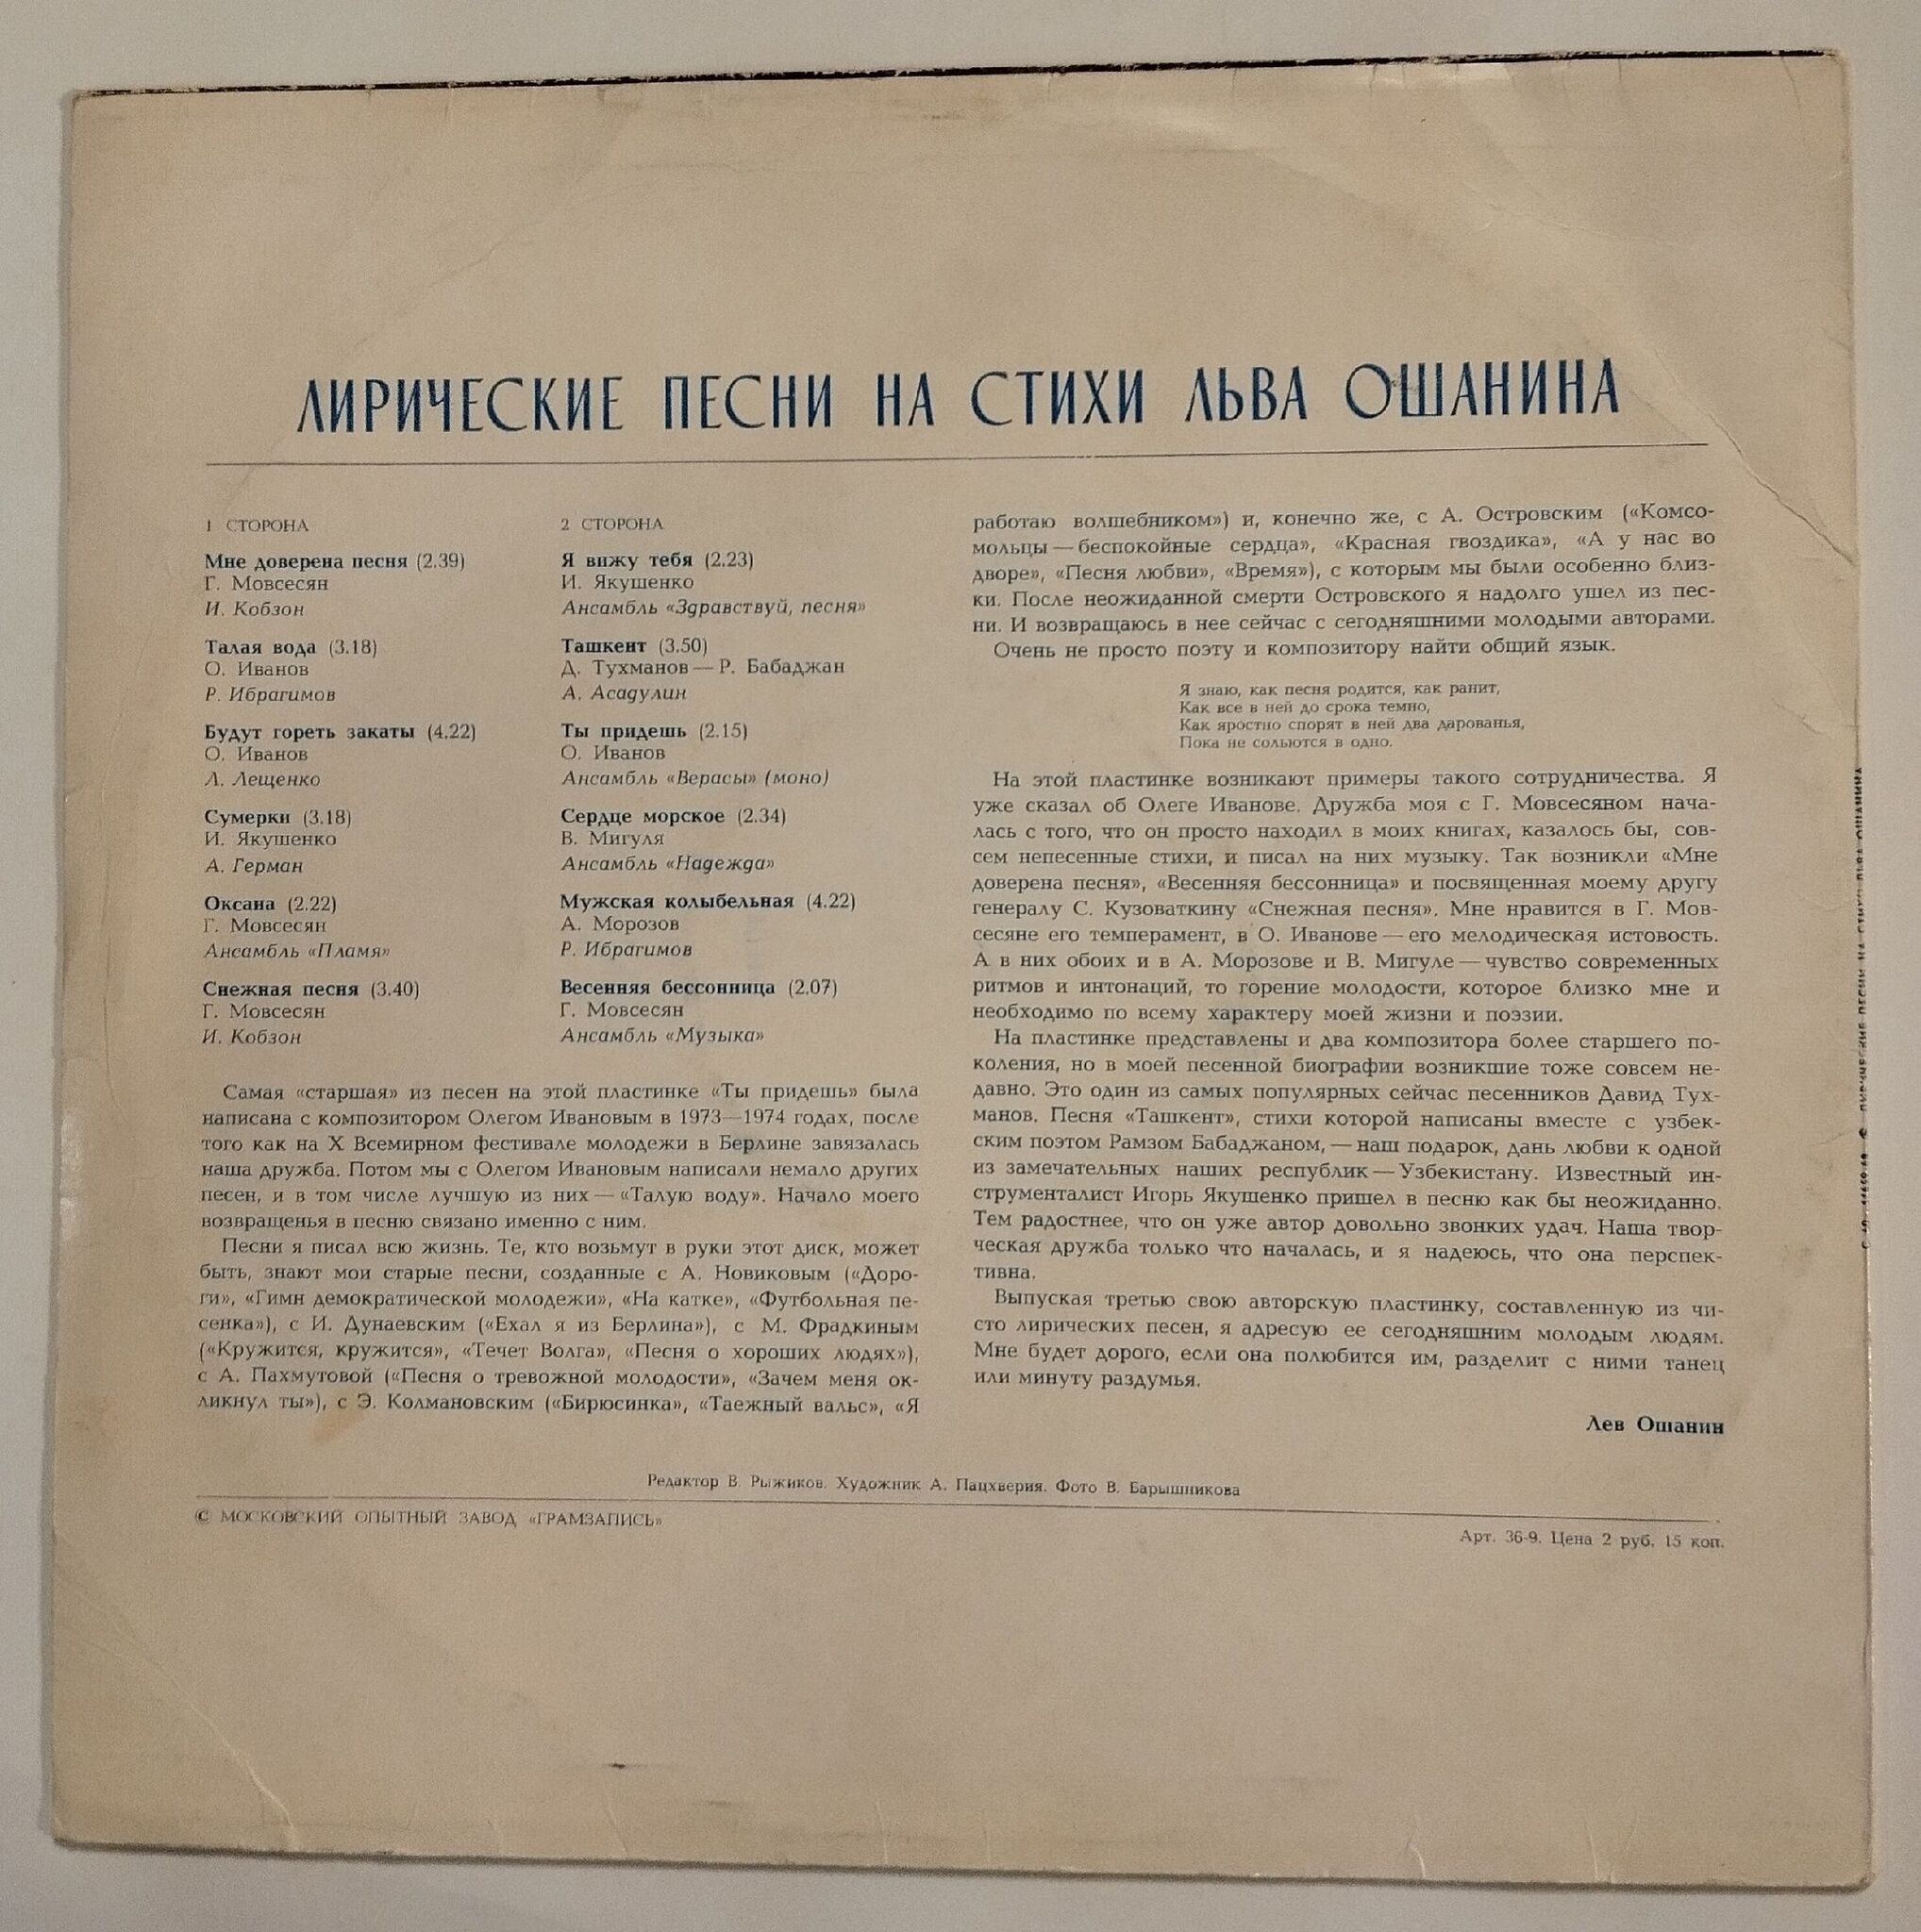 ЛИРИЧЕСКИЕ ПЕСНИ НА СТИХИ ЛЬВА ОШАНИНА
1 СТОРОНА
Мне доверена песня (2.39)
Г. Мовсесян
И. Кобзон
Талая вода (3.18)
О. Иванов
Р. Ибрагимов
Будут гореть закаты (4.22)
О. Иванов
Л. Лещенко
Сумерки (3.18)
И. Якушенко
А. Герман
Оксана (2.22)
Г. Мовсесян
Ансамбль «Пламя»
Снежная песня (3.40)
Г. Мовсесян
И. Кобзон
2 СТОРОНА
Я вижу тебя (2.23)
И. Якушенко
Ансамбль «Здравствуй, песня»
Ташкент (3.50)
Д. Тухманов — Р. Бабаджан
А. Асадулин
Ты придешь (2.15)
О. Иванов
Ансамбль «Верасы» (моно)
Сердце морское (2.34)
В. Мигуля
Ансамбль «Надежда»
Мужская колыбельная (4.22)
А. Морозов
Р. Ибрагимов
Весенняя бессонница (2.07)
Г. Мовсесян
Ансамбль «Музыка»
Самая «старшая» из песен на этой пластинке «Ты придешь» была
написана с композитором Олегом Ивановым в 1973—1974 годах, после
того как на X Всемирном фестивале молодежи в Берлине завязалась
наша дружба. Потом мы с Олегом Ивановым написали немало других
песен, и в том числе лучшую из них — «Талую воду». Начало моего
возвращенья в песню связано именно с ним.
Песни я писал всю жизнь. Те, кто возьмут в руки этот диск, может
быть, знают мои старые песни, созданные с А. Новиковым («Доро-
ги», «Гимн демократической молодежи», «На катке», «Футбольная пе-
сенка»), с И. Дунаевским («Ехал я из Берлина»), с М. Фрадкиным
(«Кружится, кружится», «Течет Волга», «Песня о хороших людях»),
с А. Пахмутовой («Песня о тревожной молодости», «Зачем меня ок-
ликнул ты»), с Э. Колмановским («Бирюсинка», «Таежный вальс», «Я
работаю волшебником») и, конечно же, с А. Островским («Комсо-
мольцы — беспокойные сердца», «Красная гвоздика», «А у нас во
дворе», «Песня любви», «Время»), с которым мы были особенно близ-
ки. После неожиданной смерти Островского я надолго ушел из пес-
ни. И возвращаюсь в нее сейчас с сегодняшними молодыми авторами.
Очень не просто поэту и композитору найти общий язык.
Я знаю, как песня родится, как ранит,
Как все в ней до срока темно,
Как яростно спорят в ней два дарованья,
Пока не сольются в одно.
На этой пластинке возникают примеры такого сотрудничества. Я
уже сказал об Олеге Иванове. Дружба моя с Г. Мовсесяном нача-
лась с того, что он просто находил в моих книгах, казалось бы, сов-
сем непесенные стихи, и писал на них музыку. Так возникли «Мне
доверена песня», «Весенняя бессонница» и посвященная моему другу
генералу С. Кузоваткину «Снежная песня». Мне нравится в Г. Мов-
сесяне его темперамент, в О. Иванове — его мелодическая истовость.
А в них обоих и в А. Морозове и В. Мигуле — чувство современных
ритмов и интонаций, то горение молодости, которое близко мне и
необходимо по всему характеру моей жизни и поэзии.
На пластинке представлены и два композитора более старшего по-
коления, но в моей песенной биографии возникшие тоже совсем не-
давно. Это один из самых популярных сейчас песенников Давид Тух-
манов. Песня «Ташкент», стихи которой написаны вместе с узбек-
ским поэтом Рамзом Бабаджаном, — наш подарок, дань любви к одной
из замечательных наших республик — Узбекистану. Известный ин-
струменталист Игорь Якушенко пришел в песню как бы неожиданно.
Тем радостнее, что он уже автор довольно звонких удач. Наша твор-
ческая дружба только что началась, и я надеюсь, что она перспек-
тивна.
Выпуская третью свою авторскую пластинку, составленную из чи-
сто лирических песен, я адресую ее сегодняшним молодым людям.
Мне будет дорого, если она полюбится им, разделит с ними танец
или минуту раздумья.
Лев Ошанин
Редактор В. Рыжиков. Художник А. Пацхверия. Фото В. Барышникова
© МОСКОВСКИЙ ОПЫТНЫЙ ЗАВОД «ГРАМЗАПИСЬ»
Арт. 36-9. Цена 2 руб. 15 коп.